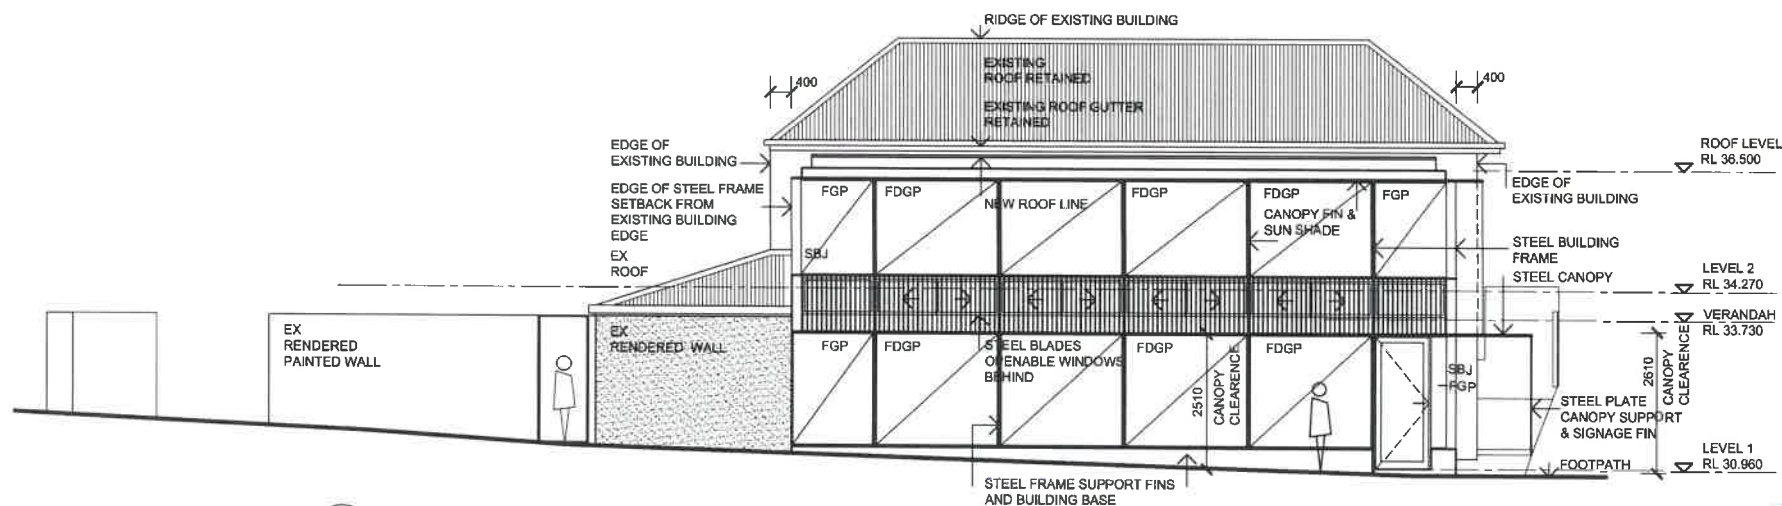 RIDGE OF EXISTING BUILDING
EXISTING
ROOF RETAINED
400
400
EXISTING ROOF GUTTER
RETAINED
EDGE OF
EXISTING BUILDING
ROOF LEVEL
RL 36.500
EDGE OF STEEL FRAME
SETBACK FROM
EXISTING BUILDING
EDGE
FGP
FDGP
FDGP
FDGP
FGP
EDGE OF
EXISTING BUILDING
NEW ROOF LINE
CANOPY FIN &
SUN SHADE
SBJ
EX
ROOF
STEEL BUILDING
FRAME
STEEL CANOPY
LEVEL 2
RL 34.270
VERANDAH
RL 33.730
EX
RENDERED
PAINTED WALL
EX
RENDERED WALL
FGP
FDGP
STEEL BLADES
OPENABLE WINDOWS
BEHIND
FDGP
FDGP
2510
CANOPY
CLEARENCE
SBJ
FGP
2610
CANOPY
CLEARENCE
STEEL PLATE
CANOPY SUPPORT
& SIGNAGE FIN
LEVEL 1
RL 30.960
FOOTPATH
STEEL FRAME SUPPORT FINS
AND BUILDING BASE